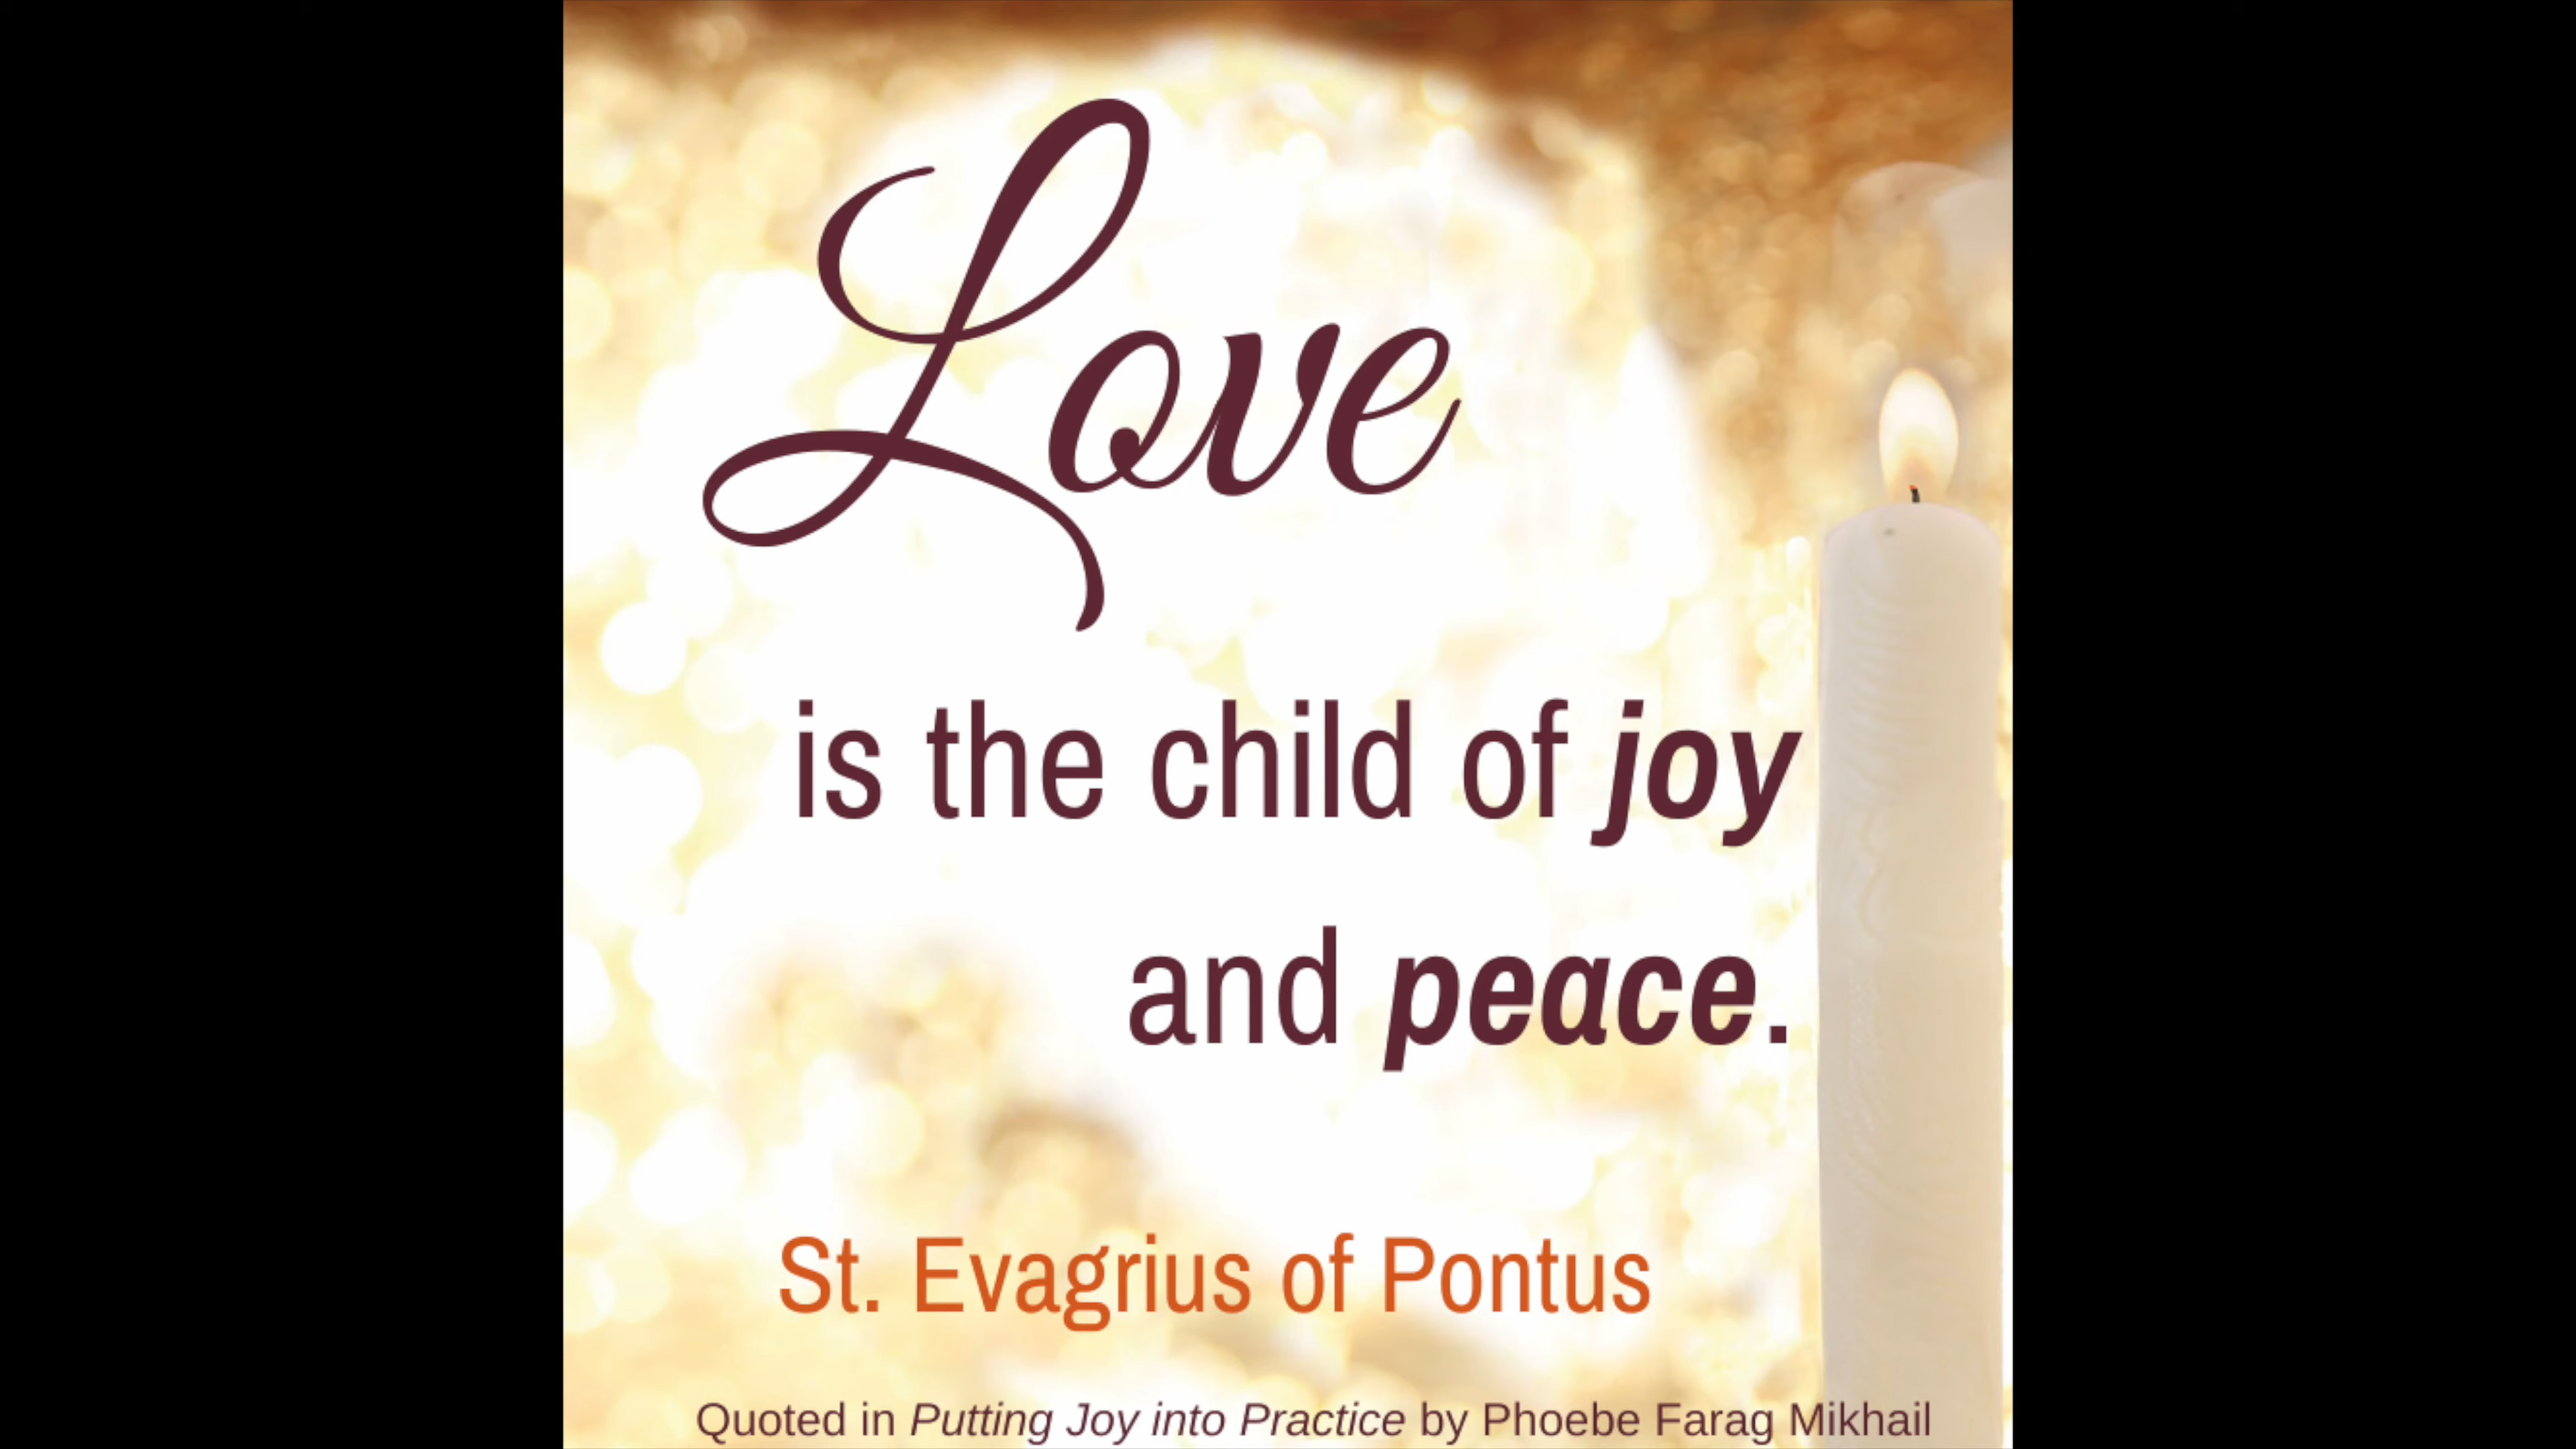 Love
is the child of joy
and peace.
St. Evagrius of Pontus
Quoted in Putting Joy into Practice by Phoebe Farag Mikhail